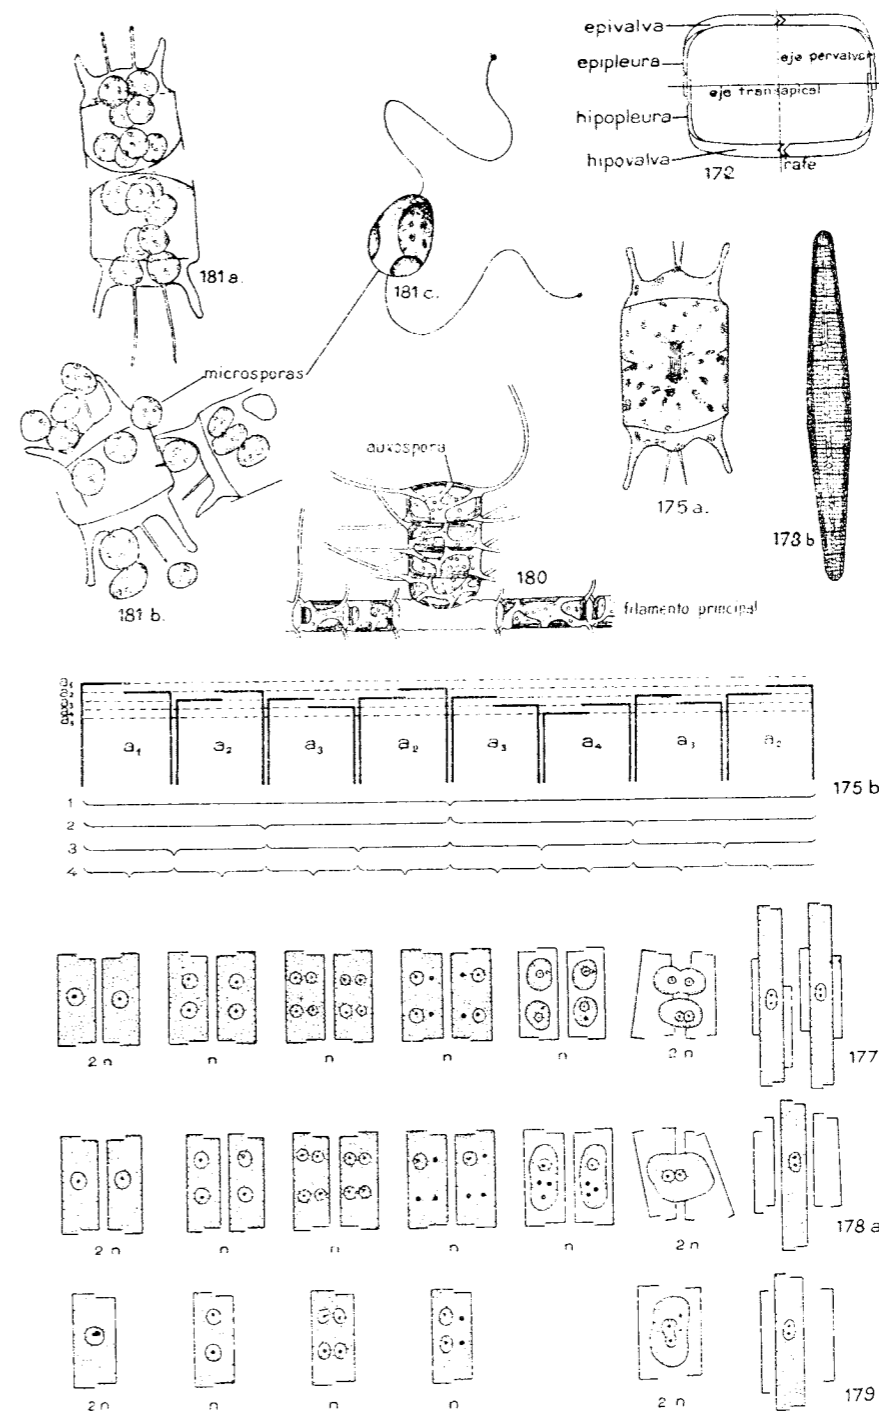 epivalva
epipleura
eje pervalvar
eje transapical
hipopleura
hipovalva
rafe
172
181 a.
181 c.
microsporas
175 a.
178 b
auxospora
180
181 b.
filamento principal
a₁
a₂
a₃
a₄
a₅
a₁ a₂ a₃ a₂ a₃ a₄ a₃ a₂
175 b
1
2
3
4
2 n n n n n 2 n
177
2 n n n n n 2 n
178 a
2 n n n n 2 n
179